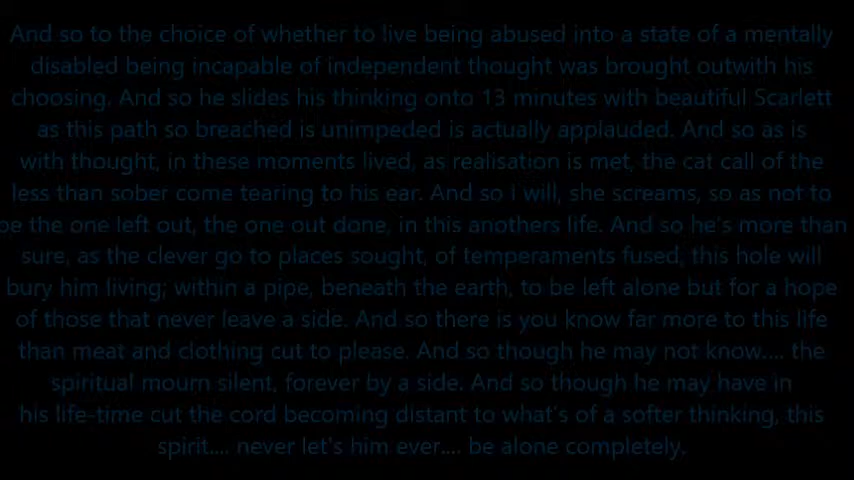 And so to the choice of whether to live being abused into a state of a mentally
disabled being incapable of independent thought was brought outwith his
choosing. And so he slides his thinking onto 13 minutes with beautiful Scarlett
as this path so breached is unimpeded is actually applauded. And so as is
with thought, in these moments lived, as realisation is met, the cat call of the
less than sober come tearing to his ear. And so I will, she screams, so as not to
be the one left out, the one out done, in this anothers life. And so he's more than
sure, as the clever go to places sought, of temperaments fused, this hole will
bury him living; within a pipe, beneath the earth, to be left alone but for a hope
of those that never leave a side. And so there is you know far more to this life
than meat and clothing cut to please. And so though he may not know.... the
spiritual mourn silent, forever by a side. And so though he may have in
his life-time cut the cord becoming distant to what's of a softer thinking, this
spirit.... never let's him ever.... be alone completely.